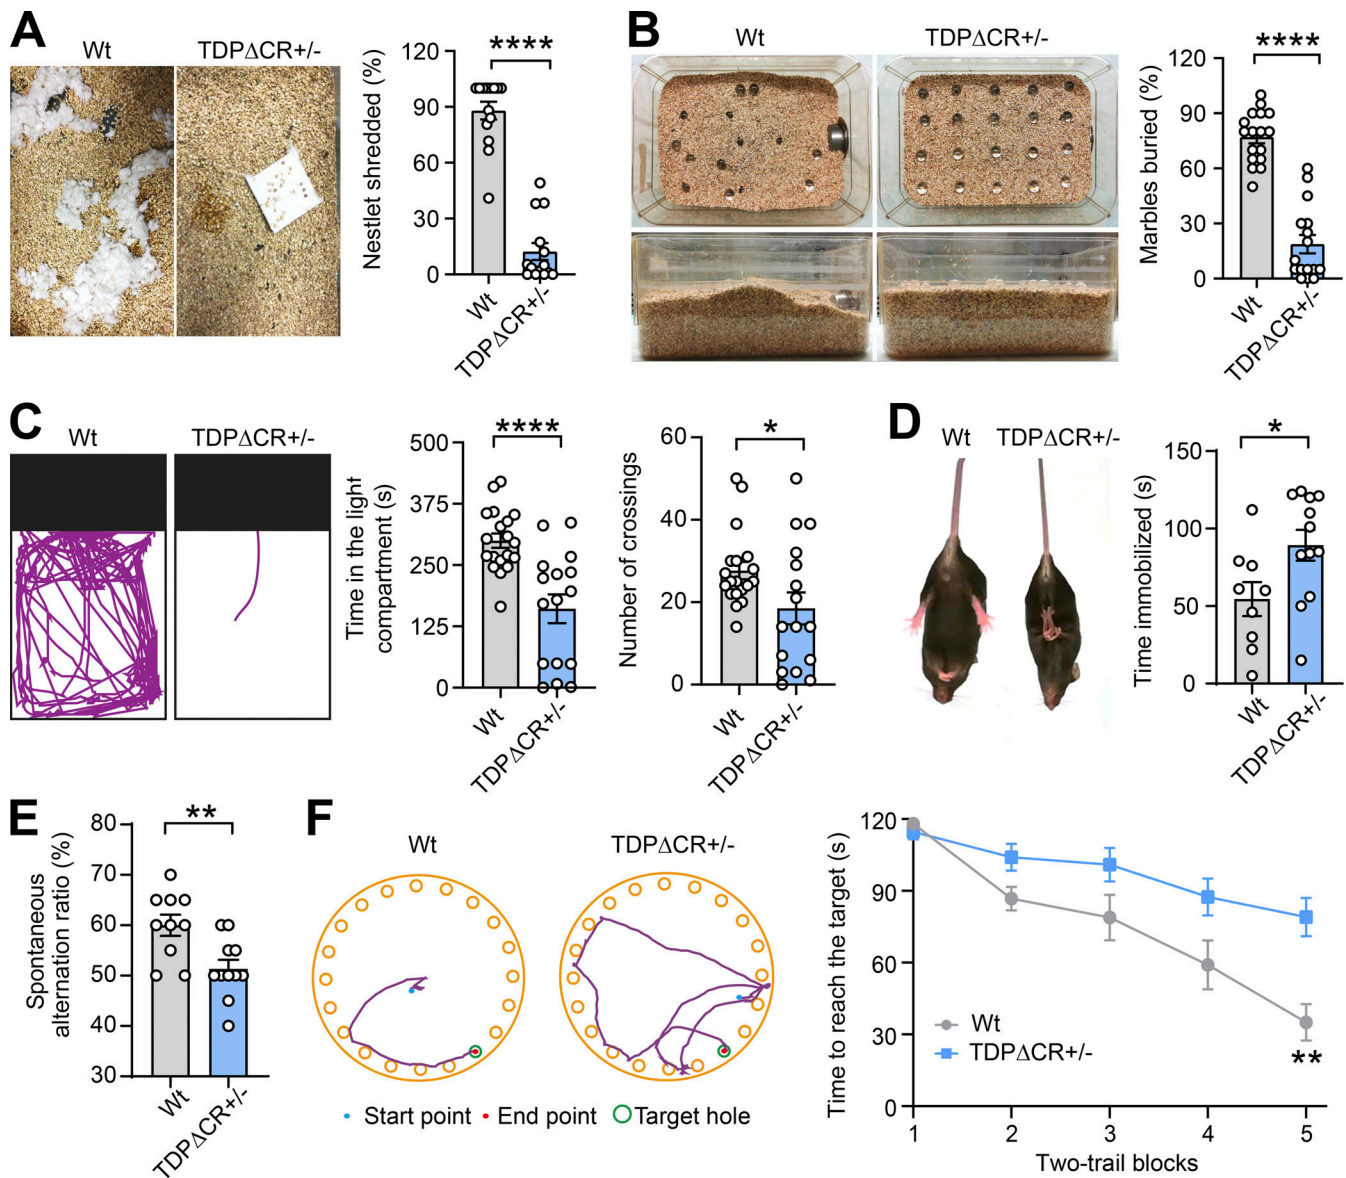 A
Wt
TDPΔCR+/-
Nestlet shredded (%)
120
90
60
30
0
****
Wt
TDPΔCR+/-
B
Wt
TDPΔCR+/-
Marbles buried (%)
120
90
60
30
0
****
Wt
TDPΔCR+/-
C
Wt
TDPΔCR+/-
Time in the light
compartment (s)
500
375
250
125
0
****
Wt
TDPΔCR+/-
Number of crossings
60
40
20
0
*
Wt
TDPΔCR+/-
D
Wt
TDPΔCR+/-
Time immobilized (s)
150
100
50
0
*
Wt
TDPΔCR+/-
E
Spontaneous
alternation ratio (%)
80
70
60
50
40
30
**
Wt
TDPΔCR+/-
F
Wt
TDPΔCR+/-
Start point
End point
Target hole
Time to reach the target (s)
120
90
60
30
0
Wt
TDPΔCR+/-
**
1 2 3 4 5
Two-trail blocks